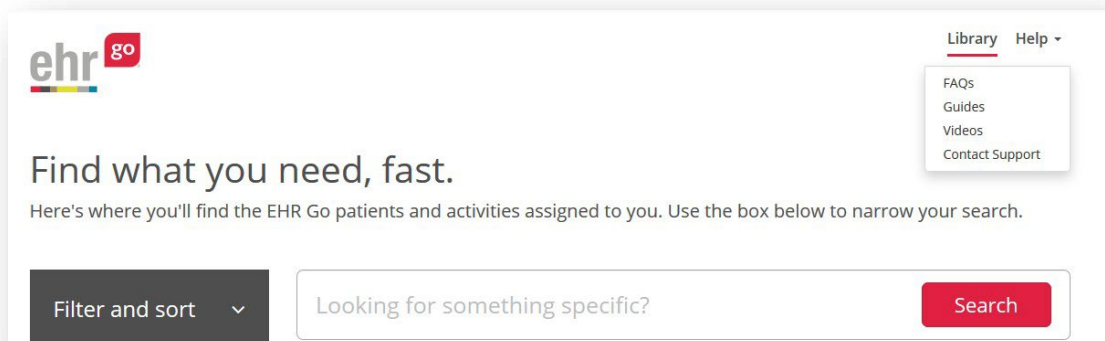 ehr go
Library Help
FAQs
Guides
Videos
Contact Support
Find what you need, fast.
Here's where you'll find the EHR Go patients and activities assigned to you. Use the box below to narrow your search.
Filter and sort
Looking for something specific?
Search